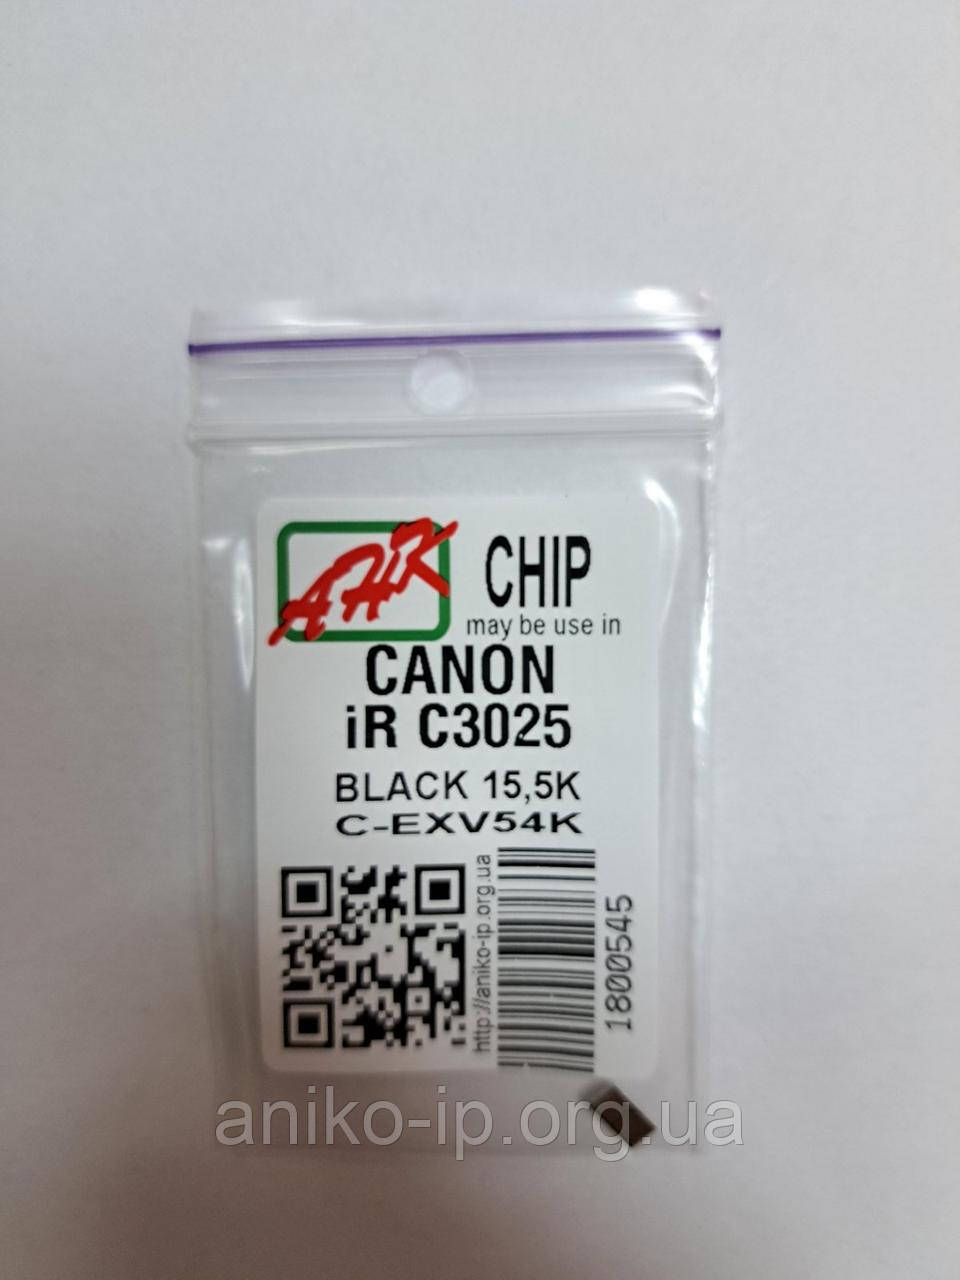 АНК
CHIP
may be use in
CANON
iR C3025
BLACK 15,5K
C-EXV54K
http://aniko-ip.org.ua
1800545
aniko-ip.org.ua